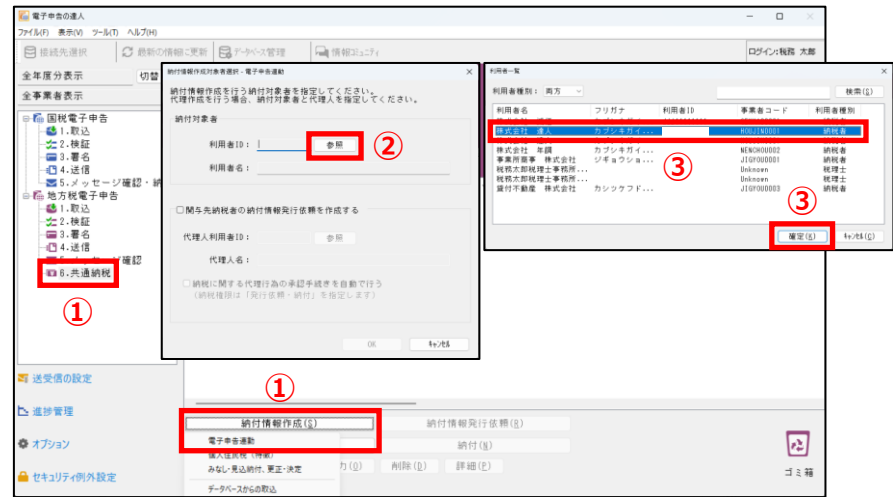 電子申告の達人
ファイル(F) 表示(V) ツール(T) ヘルプ(H)
接続先選択 最新の情報に更新 データベース管理 情報コミュニティ
ログイン:税務 太郎
全年度分表示 切替
全事業者表示
国税電子申告
1.取込
2.検証
3.署名
4.送信
5.メッセージ確認・納
地方税電子申告
1.取込
2.検証
3.署名
4.送信
6.共通納税
①
送受信の設定
進捗管理
オプション
セキュリティ例外設定
納付情報作成対象者選択 - 電子申告連動
納付情報作成を行う納付対象者を指定してください。
代理作成を行う場合、納付対象者と代理人を指定してください。
納付対象者
利用者ID: 参照 ②
利用者名:
関与先納税者の納付情報発行依頼を作成する
代理人利用者ID: 参照
代理人名:
納税に関する代理行為の承認手続きを自動で行う
(納税権限は「発行依頼・納付」を指定します)
OK キャンセル
利用者一覧
利用者種別: 両方 検索(S)
利用者名 フリガナ 利用者ID 事業者コード 利用者種別
株式会社 達人 カブシキガイ... HOUJIN0001 納税者
株式会社 年調 カブシキガイ... NENCHOU002 納税者
事業所商事 株式会社 ジギョウショ... JIGYOU0001 納税者
税務太郎税理士事務所... Unknown 税理士
税務太郎税理士事務所... Unknown 税理士
貸付不動産 株式会社 カシツケフド... JIGYOU0003 納税者
③
③
確定(K) キャンセル(C)
①
納付情報作成(S) 納付情報発行依頼(R)
電子申告連動
納付(N)
個人住民税(特徴)
みなし・見込納付、更正・決定
力(O) 削除(D) 詳細(P)
データベースからの取込
ゴミ箱